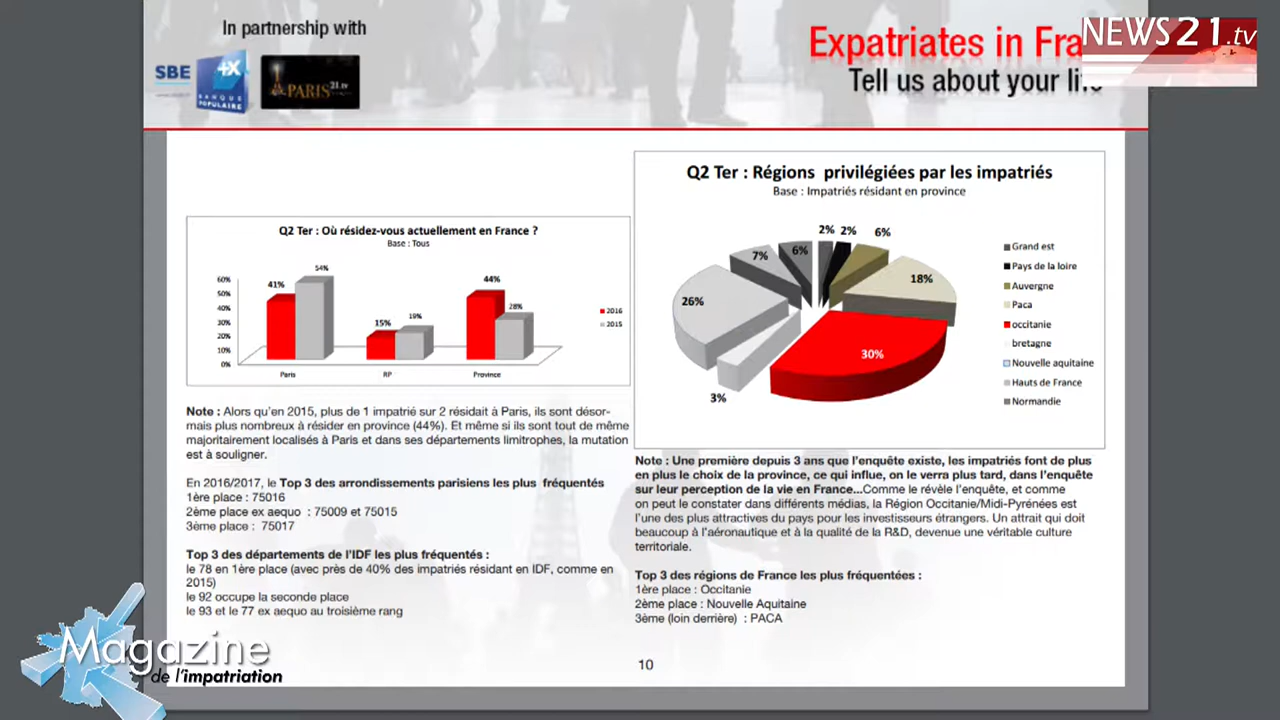 In partnership with
SBE
4X
BANQUE
POPULAIRE
PARIS21.tv
Expatriates in Fra
Tell us about your life
NEWS21.tv
Q2 Ter : Où résidez-vous actuellement en France ?
Base : Tous
60%
50%
40%
30%
20%
10%
0%
41%
54%
15%
19%
44%
28%
Paris
RP
Province
2016
2015
Note : Alors qu'en 2015, plus de 1 impatrié sur 2 résidait à Paris, ils sont désor-
mais plus nombreux à résider en province (44%). Et même si ils sont tout de même
majoritairement localisés à Paris et dans ses départements limitrophes, la mutation
est à souligner.
En 2016/2017, le Top 3 des arrondissements parisiens les plus fréquentés
1ère place : 75016
2ème place ex aequo : 75009 et 75015
3ème place : 75017
Top 3 des départements de l'IDF les plus fréquentés :
le 78 en 1ère place (avec près de 40% des impatriés résidant en IDF, comme en
2015)
le 92 occupe la seconde place
le 93 et le 77 ex aequo au troisième rang
Q2 Ter : Régions privilégiées par les impatriés
Base : Impatriés résidant en province
2%
2%
6%
18%
30%
3%
26%
7%
6%
Grand est
Pays de la loire
Auvergne
Paca
occitanie
bretagne
Nouvelle aquitaine
Hauts de France
Normandie
Note : Une première depuis 3 ans que l'enquête existe, les impatriés font de plus
en plus le choix de la province, ce qui influe, on le verra plus tard, dans l'enquête
sur leur perception de la vie en France...Comme le révèle l'enquête, et comme
on peut le constater dans différents médias, la Région Occitanie/Midi-Pyrénées est
l'une des plus attractives du pays pour les investisseurs étrangers. Un attrait qui doit
beaucoup à l'aéronautique et à la qualité de la R&D, devenue une véritable culture
territoriale.
Top 3 des régions de France les plus fréquentées :
1ère place : Occitanie
2ème place : Nouvelle Aquitaine
3ème (loin derrière) : PACA
10
Magazine
de l'impatriation